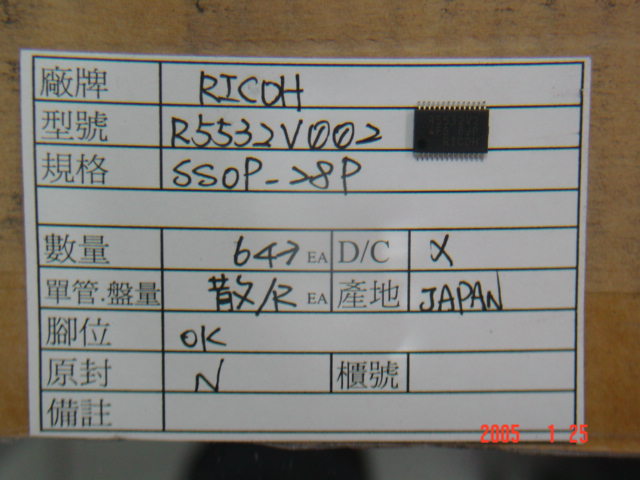 廠牌 RICOH
型號 R5532V002
規格 SSOP-28P
數量 647 EA D/C X
單管.盤量 散/R EA 產地 JAPAN
腳位 OK
原封 N 櫃號
備註
2005 1 25